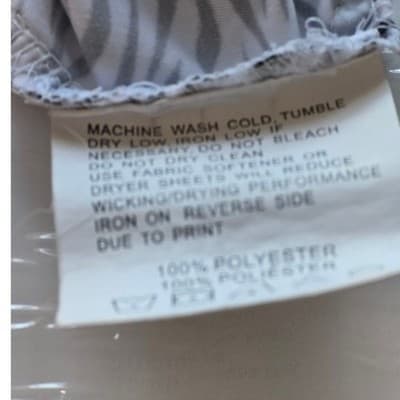 MACHINE WASH COLD, TUMBLE
DRY LOW, IRON LOW IF
NECESSARY, DO NOT BLEACH
DO NOT DRY CLEAN
USE FABRIC SOFTENER OR
DRYER SHEETS WILL REDUCE
WICKING/DRYING PERFORMANCE
IRON ON REVERSE SIDE
DUE TO PRINT
100% POLYESTER
100% POLYESTER